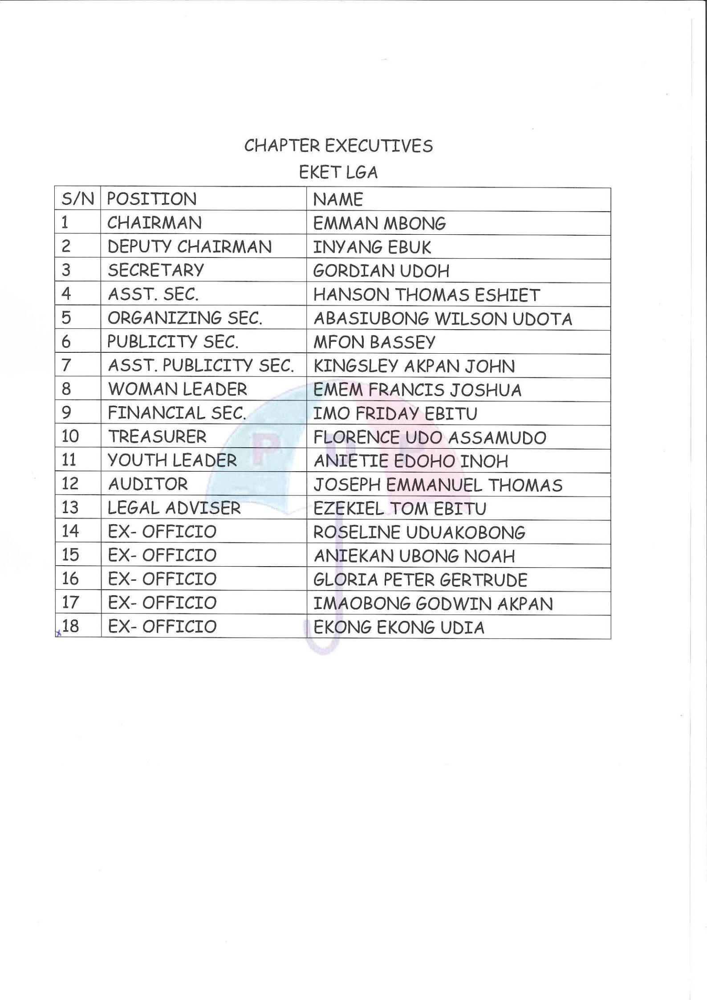 CHAPTER EXECUTIVES
EKET LGA
S/N POSITION NAME
1 CHAIRMAN EMMAN MBONG
2 DEPUTY CHAIRMAN INYANG EBUK
3 SECRETARY GORDIAN UDOH
4 ASST. SEC. HANSON THOMAS ESHIET
5 ORGANIZING SEC. ABASIUBONG WILSON UDOTA
6 PUBLICITY SEC. MFON BASSEY
7 ASST. PUBLICITY SEC. KINGSLEY AKPAN JOHN
8 WOMAN LEADER EMEM FRANCIS JOSHUA
9 FINANCIAL SEC. IMO FRIDAY EBITU
10 TREASURER FLORENCE UDO ASSAMUDO
11 YOUTH LEADER ANIETIE EDOHO INOH
12 AUDITOR JOSEPH EMMANUEL THOMAS
13 LEGAL ADVISER EZEKIEL TOM EBITU
14 EX- OFFICIO ROSELINE UDUAKOBONG
15 EX- OFFICIO ANIEKAN UBONG NOAH
16 EX- OFFICIO GLORIA PETER GERTRUDE
17 EX- OFFICIO IMAOBONG GODWIN AKPAN
18 EX- OFFICIO EKONG EKONG UDIA
P D P